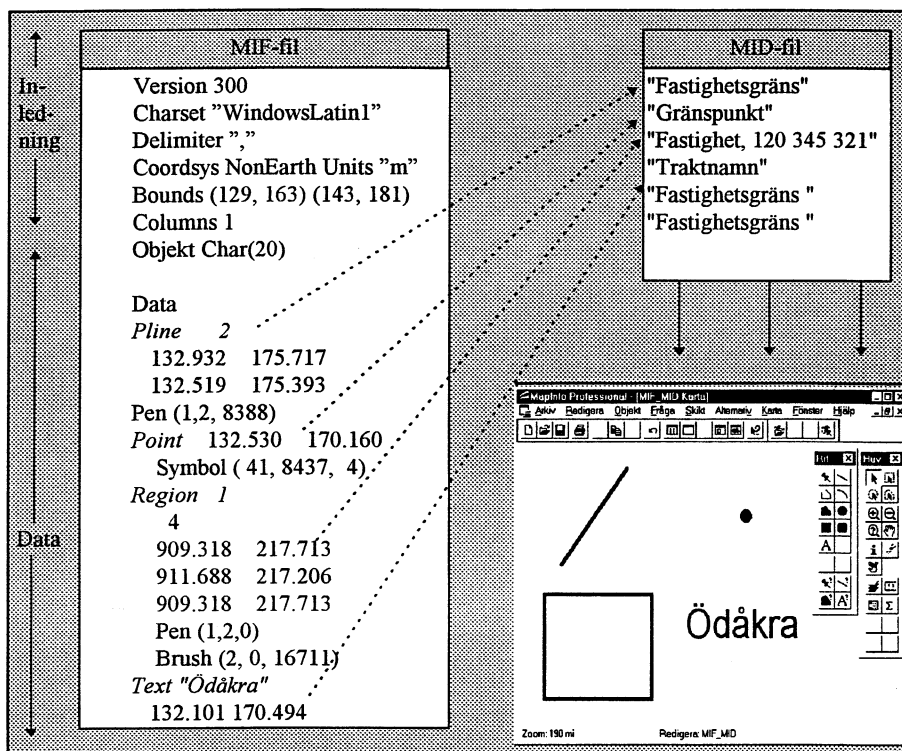 MIF-fil
In-
led-
ning
Version 300
Charset "WindowsLatin1"
Delimiter ","
Coordsys NonEarth Units "m"
Bounds (129, 163) (143, 181)
Columns 1
Objekt Char(20)
Data
Data
Pline 2
132.932 175.717
132.519 175.393
Pen (1,2, 8388)
Point 132.530 170.160
Symbol ( 41, 8437, 4)
Region 1
4
909.318 217.713
911.688 217.206
909.318 217.713
Pen (1,2,0)
Brush (2, 0, 16711)
Text "Ödåkra"
132.101 170.494
MID-fil
"Fastighetsgräns"
"Gränspunkt"
"Fastighet, 120 345 321"
"Traktnamn"
"Fastighetsgräns "
"Fastighetsgräns "
MapInfo Professional - [MIF_MID Karta]
Arkiv Redigera Objekt Fråga Skikt Alternativ Karta Fönster Hjälp
Rit
Huv
Ödåkra
Zoom: 190 mi Redigera: MIF_MID